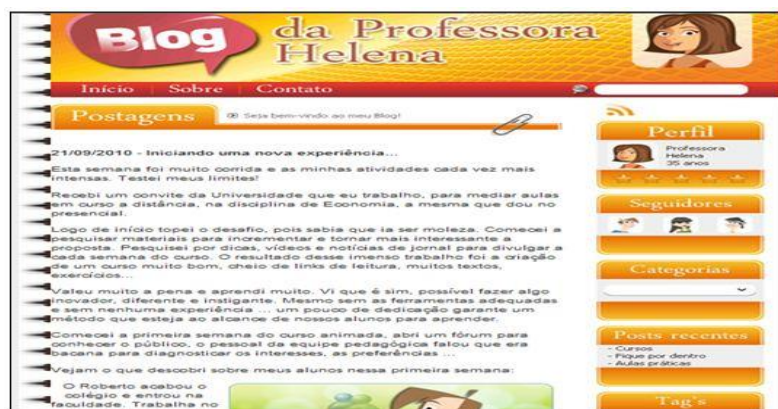 Blog da Professora
Helena
Início Sobre Contato
Postagens
Seja bem-vindo ao meu Blog!
21/09/2010 - Iniciando uma nova experiência...
Esta semana foi muito corrida e as minhas atividades cada vez mais
intensas. Testei meus limites!
Recebi um convite da Universidade que eu trabalho, para mediar aulas
em curso a distância, na disciplina de Economia, a mesma que dou no
presencial.
Logo de início topei o desafio, pois sabia que ia ser moleza. Comecei a
pesquisar materiais para incrementar e tornar mais interessante a
proposta. Pesquisei por dicas, vídeos e notícias de jornal para divulgar a
cada semana do curso. O resultado desse imenso trabalho foi a criação
de um curso muito bom, cheio de links de leitura, muitos textos,
exercícios...
Valeu muito a pena e aprendi muito. Vi que é sim, possível fazer algo
inovador, diferente e instigante. Mesmo sem as ferramentas adequadas
e sem nenhuma experiência ... um pouco de dedicação garante um
método que esteja ao alcance de nossos alunos para aprender.
Comecei a primeira semana do curso animada, abri um fórum para
conhecer o público, o pessoal da equipe pedagógica falou que era
bacana para diagnosticar os interesses, as preferências ...
Vejam o que descobri sobre meus alunos nessa primeira semana:
O Roberto acabou o
colégio e entrou na
faculdade. Trabalha no
Perfil
Professora
Helena
35 anos
Seguidores
Categorias
Posts recentes
- Cursos
- Fique por dentro
- Aulas práticas
Tag's